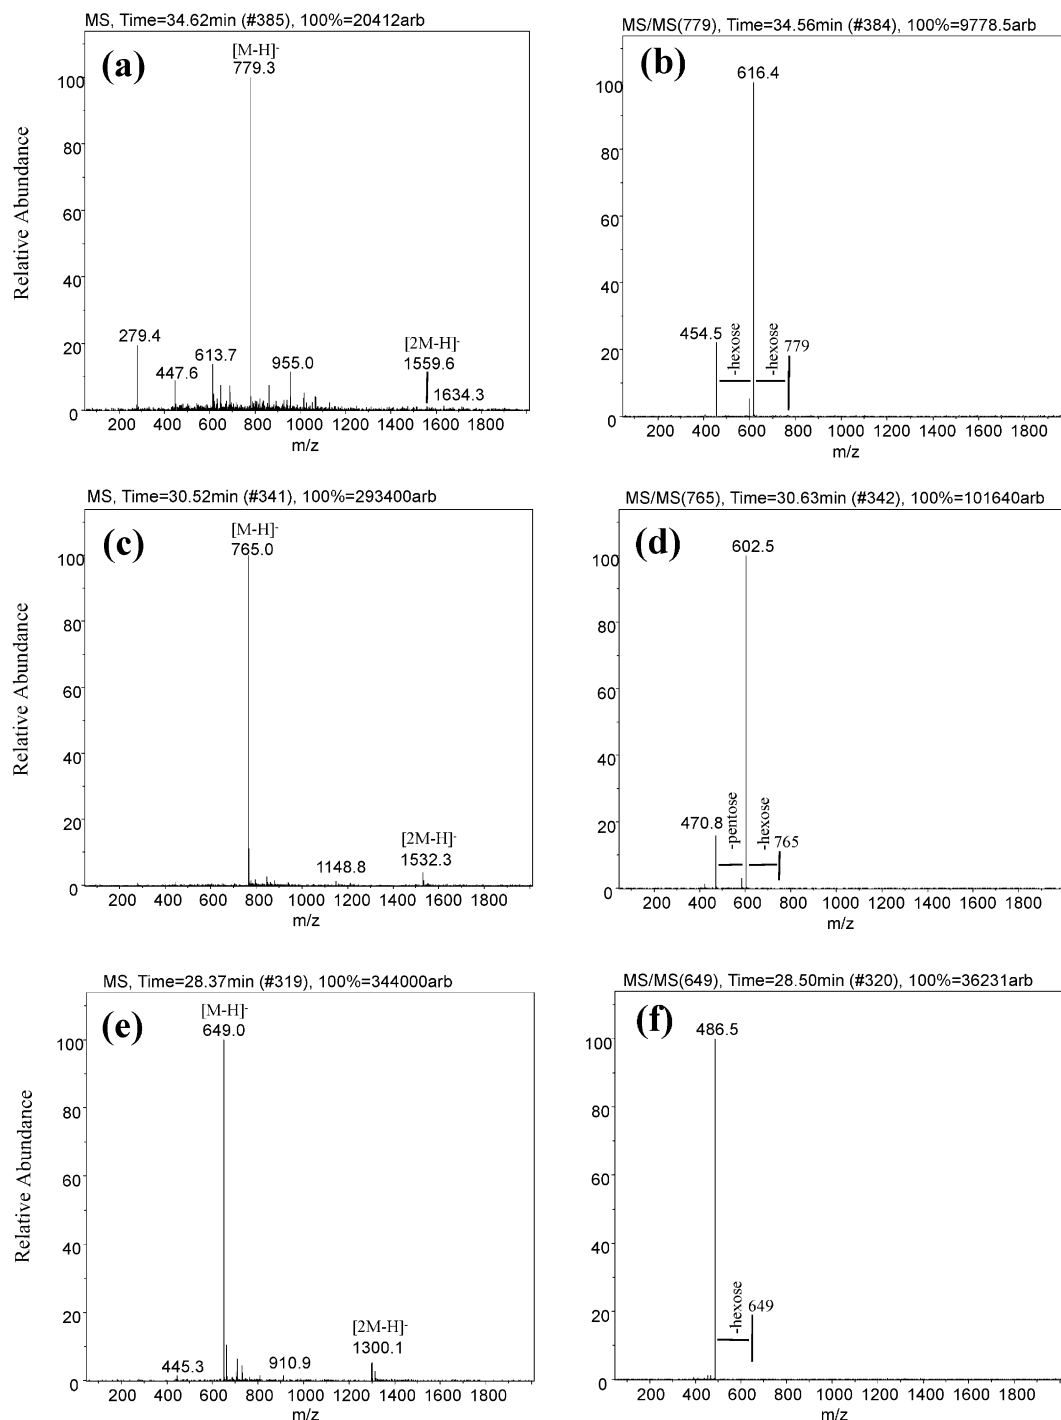 MS, Time=34.62min (#385), 100%=20412arb
(a)
[M-H]-
779.3
100
80
60
40
20
0
Relative Abundance
279.4
447.6
613.7
955.0
[2M-H]-
1559.6
1634.3
200 400 600 800 1000 1200 1400 1600 1800
m/z
MS/MS(779), Time=34.56min (#384), 100%=9778.5arb
(b)
616.4
100
80
60
40
20
0
454.5
-hexose
-hexose
779
200 400 600 800 1000 1200 1400 1600 1800
m/z
MS, Time=30.52min (#341), 100%=293400arb
(c)
[M-H]-
765.0
100
80
60
40
20
0
Relative Abundance
1148.8
[2M-H]-
1532.3
200 400 600 800 1000 1200 1400 1600 1800
m/z
MS/MS(765), Time=30.63min (#342), 100%=101640arb
(d)
602.5
100
80
60
40
20
0
470.8
-pentose
-hexose
765
200 400 600 800 1000 1200 1400 1600 1800
m/z
MS, Time=28.37min (#319), 100%=344000arb
(e)
[M-H]-
649.0
100
80
60
40
20
0
Relative Abundance
445.3
910.9
[2M-H]-
1300.1
200 400 600 800 1000 1200 1400 1600 1800
m/z
MS/MS(649), Time=28.50min (#320), 100%=36231arb
(f)
486.5
100
80
60
40
20
0
-hexose
649
200 400 600 800 1000 1200 1400 1600 1800
m/z